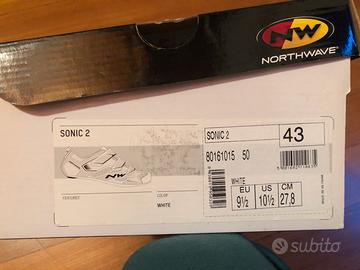 NW
NORTHWAVE
SONIC 2
NW
FEATURES
COLOR
WHITE
SONIC 2
43
80161015 50
WHITE
EU US CM
9½ 10½ 27.8
subito